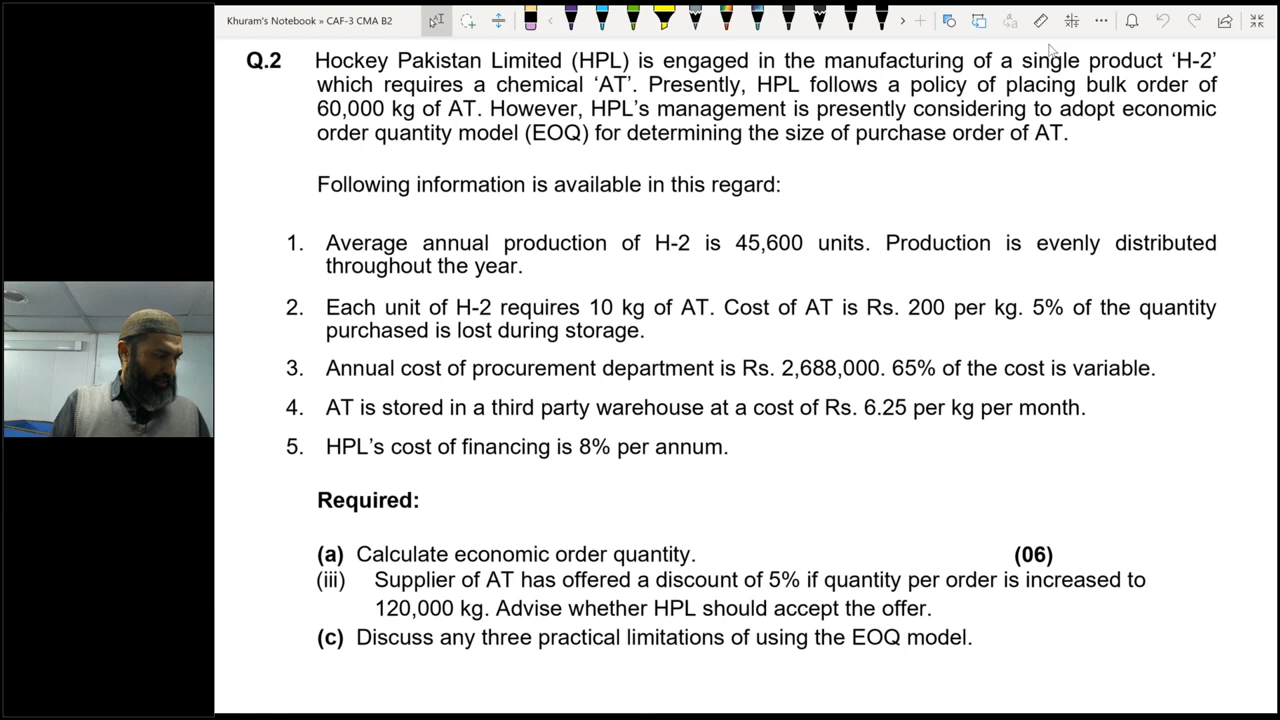 Khuram's Notebook » CAF-3 CMA B2
Q.2 Hockey Pakistan Limited (HPL) is engaged in the manufacturing of a single product ‘H-2’
which requires a chemical ‘AT’. Presently, HPL follows a policy of placing bulk order of
60,000 kg of AT. However, HPL’s management is presently considering to adopt economic
order quantity model (EOQ) for determining the size of purchase order of AT.
Following information is available in this regard:
1. Average annual production of H-2 is 45,600 units. Production is evenly distributed
throughout the year.
2. Each unit of H-2 requires 10 kg of AT. Cost of AT is Rs. 200 per kg. 5% of the quantity
purchased is lost during storage.
3. Annual cost of procurement department is Rs. 2,688,000. 65% of the cost is variable.
4. AT is stored in a third party warehouse at a cost of Rs. 6.25 per kg per month.
5. HPL’s cost of financing is 8% per annum.
Required:
(a) Calculate economic order quantity. (06)
(iii) Supplier of AT has offered a discount of 5% if quantity per order is increased to
120,000 kg. Advise whether HPL should accept the offer.
(c) Discuss any three practical limitations of using the EOQ model.